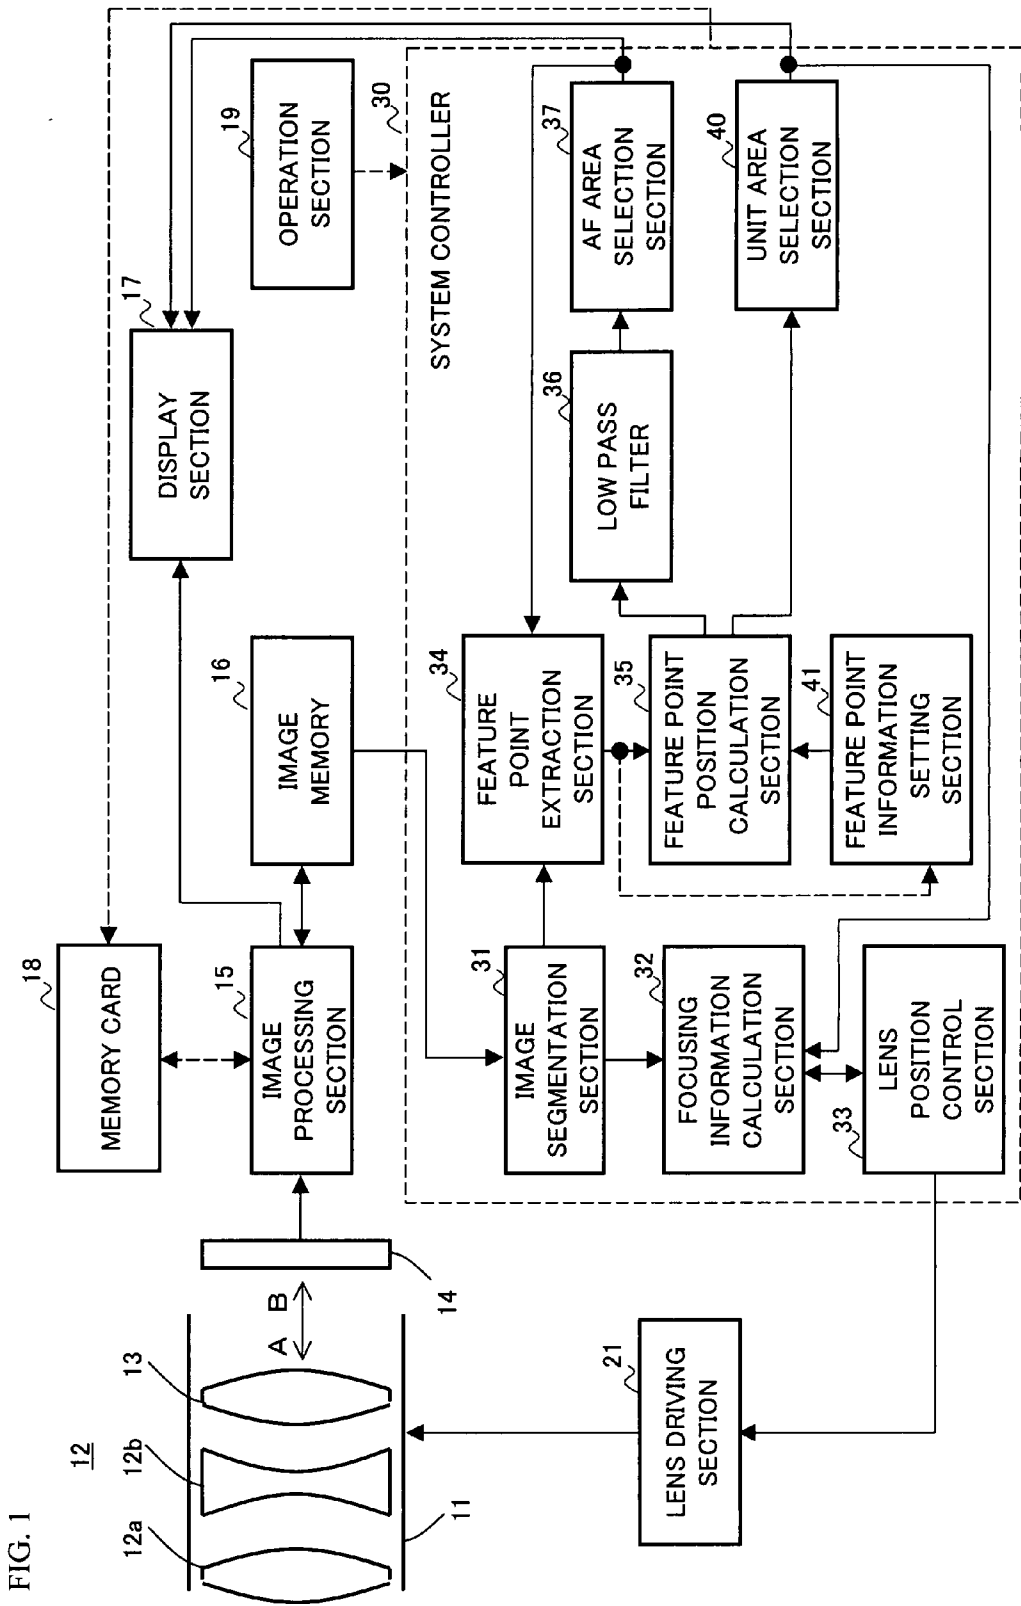 FIG. 1
12
12a
12b
13
11
A
B
14
MEMORY CARD
18
IMAGE
PROCESSING
SECTION
15
IMAGE
MEMORY
16
DISPLAY
SECTION
17
OPERATION
SECTION
19
30
SYSTEM CONTROLLER
IMAGE
SEGMENTATION
SECTION
31
FEATURE
POINT
EXTRACTION
SECTION
34
FOCUSING
INFORMATION
CALCULATION
SECTION
32
FEATURE POINT
POSITION
CALCULATION
SECTION
35
LOW PASS
FILTER
36
AF AREA
SELECTION
SECTION
37
UNIT AREA
SELECTION
SECTION
40
LENS
POSITION
CONTROL
SECTION
33
FEATURE POINT
INFORMATION
SETTING
SECTION
41
LENS DRIVING
SECTION
21